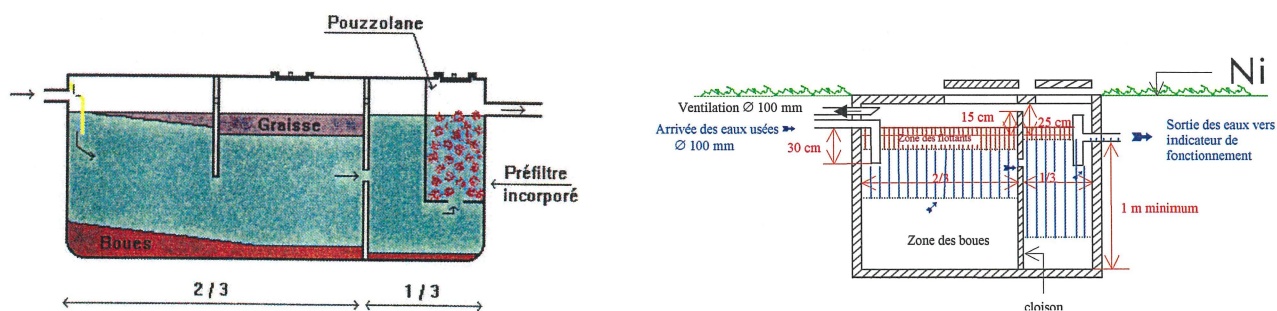 Pouzzolane
Graisse
Préfiltre
incorporé
Boues
2 / 3
1 / 3
Ni
Ventilation Ø 100 mm
15 cm
Arrivée des eaux usées
Ø 100 mm
25 cm
Sortie des eaux vers
indicateur de
fonctionnement
30 cm
Zone des flottants
2/3
1/3
1 m minimum
Zone des boues
cloison